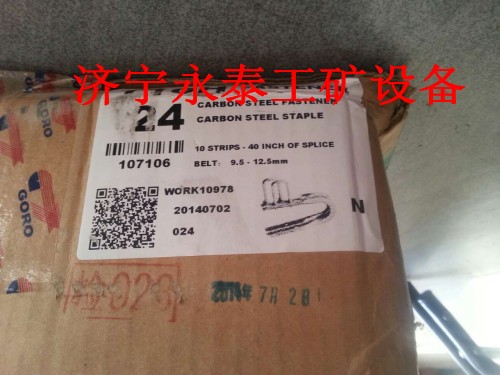 济宁永泰工矿设备
24
CARBON STEEL FASTENER
CARBON STEEL STAPLE
10 STRIPS - 40 INCH OF SPLICE
107106
BELT: 9.5 - 12.5mm
WORK10978
20140702
024
N
GORO
GORO
2014年7月2日